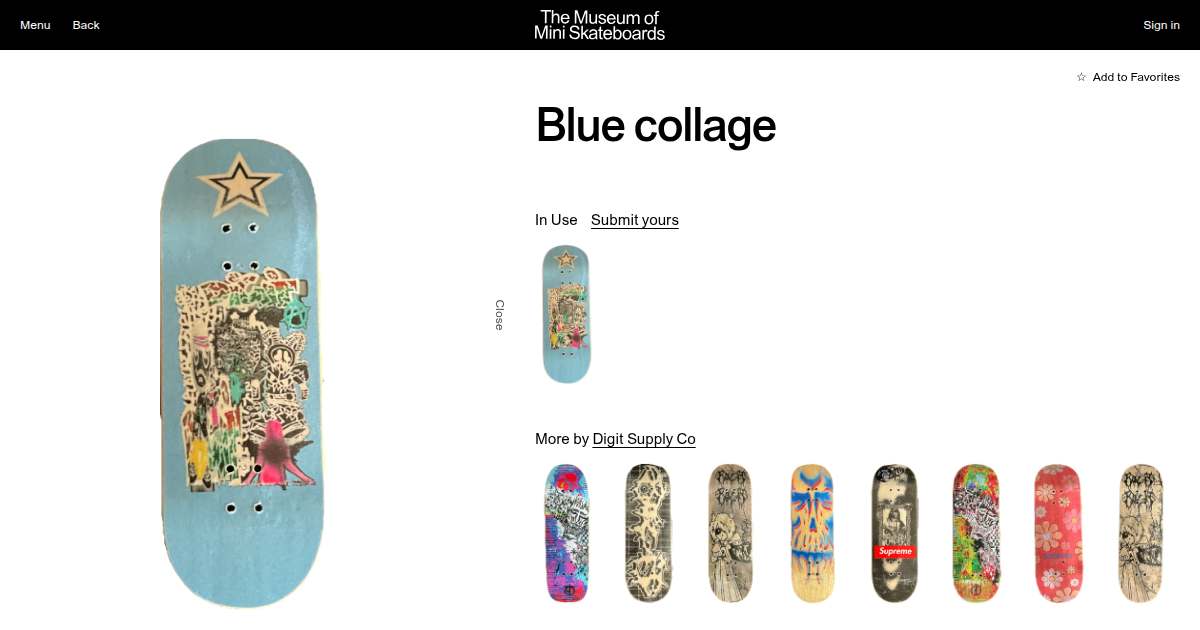 Menu
Back
The Museum of
Mini Skateboards
Sign in
☆ Add to Favorites
Blue collage
In Use
Submit yours
Close
More by Digit Supply Co
Supreme